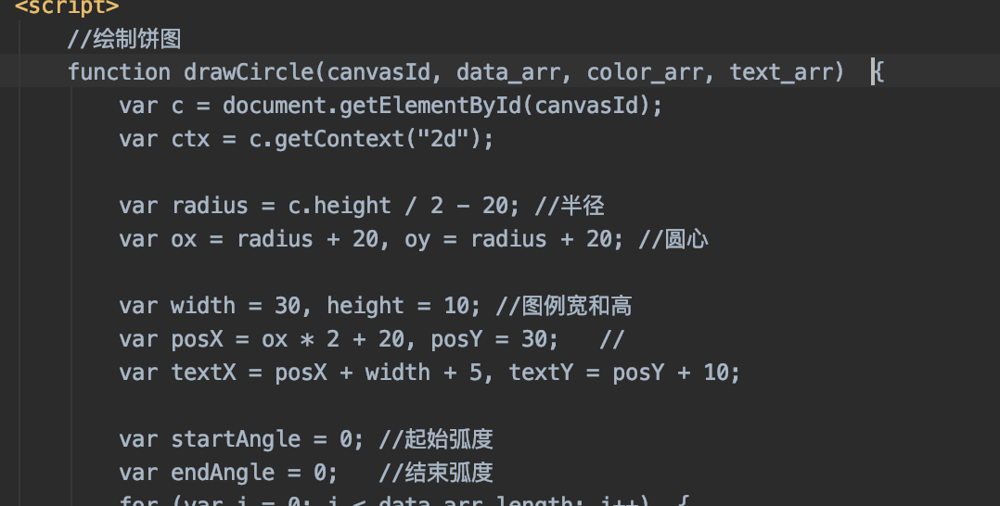 <script>
//绘制饼图
function drawCircle(canvasId, data_arr, color_arr, text_arr)  {
var c = document.getElementById(canvasId);
var ctx = c.getContext("2d");
var radius = c.height / 2 - 20; //半径
var ox = radius + 20, oy = radius + 20; //圆心
var width = 30, height = 10; //图例宽和高
var posX = ox * 2 + 20, posY = 30;   //
var textX = posX + width + 5, textY = posY + 10;
var startAngle = 0; //起始弧度
var endAngle = 0;   //结束弧度
for (var i = 0; i < data_arr.length; i++)  {